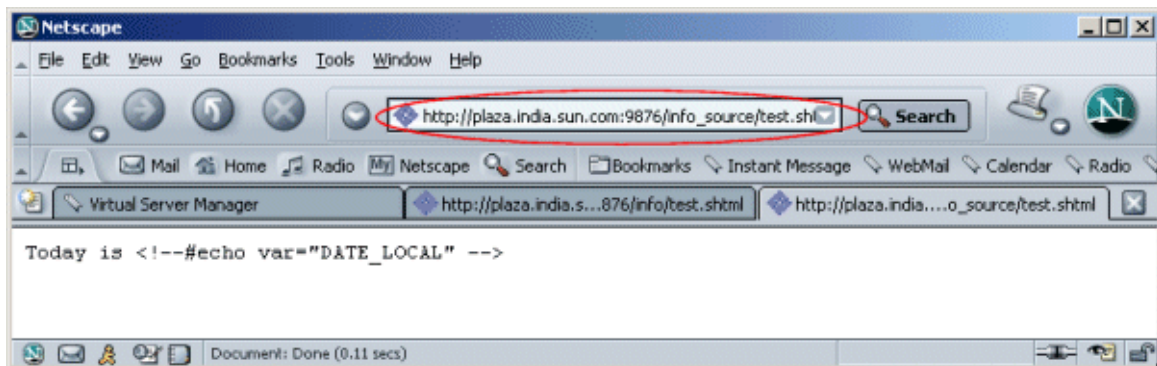 Netscape
File Edit View Go Bookmarks Tools Window Help
http://plaza.india.sun.com:9876/info_source/test.sh Search N
Mail Home Radio My Netscape Search Bookmarks Instant Message WebMail Calendar Radio
Virtual Server Manager http://plaza.india.s...876/info/test.shtml http://plaza.india....o_source/test.shtml
Today is <!--#echo var="DATE_LOCAL" -->
Document: Done (0.11 secs)